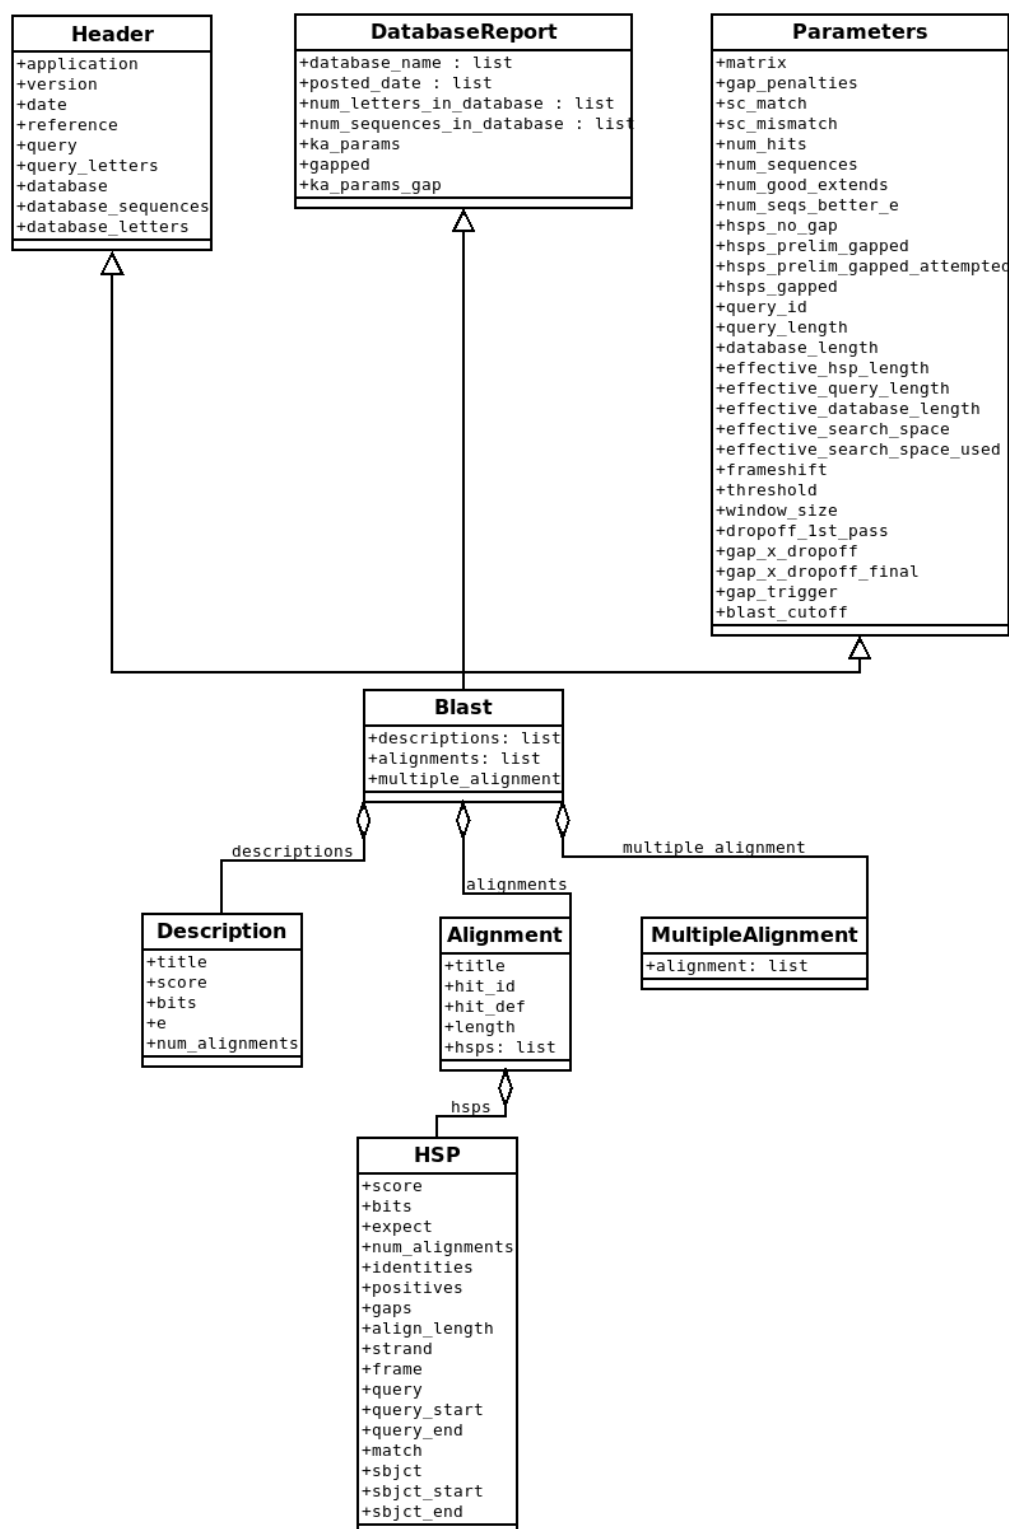 Header
+application
+version
+date
+reference
+query
+query_letters
+database
+database_sequences
+database_letters
DatabaseReport
+database_name : list
+posted_date : list
+num_letters_in_database : list
+num_sequences_in_database : list
+ka_params
+gapped
+ka_params_gap
Parameters
+matrix
+gap_penalties
+sc_match
+sc_mismatch
+num_hits
+num_sequences
+num_good_extends
+num_seqs_better_e
+hsps_no_gap
+hsps_prelim_gapped
+hsps_prelim_gapped_attempted
+hsps_gapped
+query_id
+query_length
+database_length
+effective_hsp_length
+effective_query_length
+effective_database_length
+effective_search_space
+effective_search_space_used
+frameshift
+threshold
+window_size
+dropoff_1st_pass
+gap_x_dropoff
+gap_x_dropoff_final
+gap_trigger
+blast_cutoff
Blast
+descriptions: list
+alignments: list
+multiple_alignment
descriptions
alignments
multiple alignment
Description
+title
+score
+bits
+e
+num_alignments
Alignment
+title
+hit_id
+hit_def
+length
+hsps: list
MultipleAlignment
+alignment: list
hsps
HSP
+score
+bits
+expect
+num_alignments
+identities
+positives
+gaps
+align_length
+strand
+frame
+query
+query_start
+query_end
+match
+sbjct
+sbjct_start
+sbjct_end